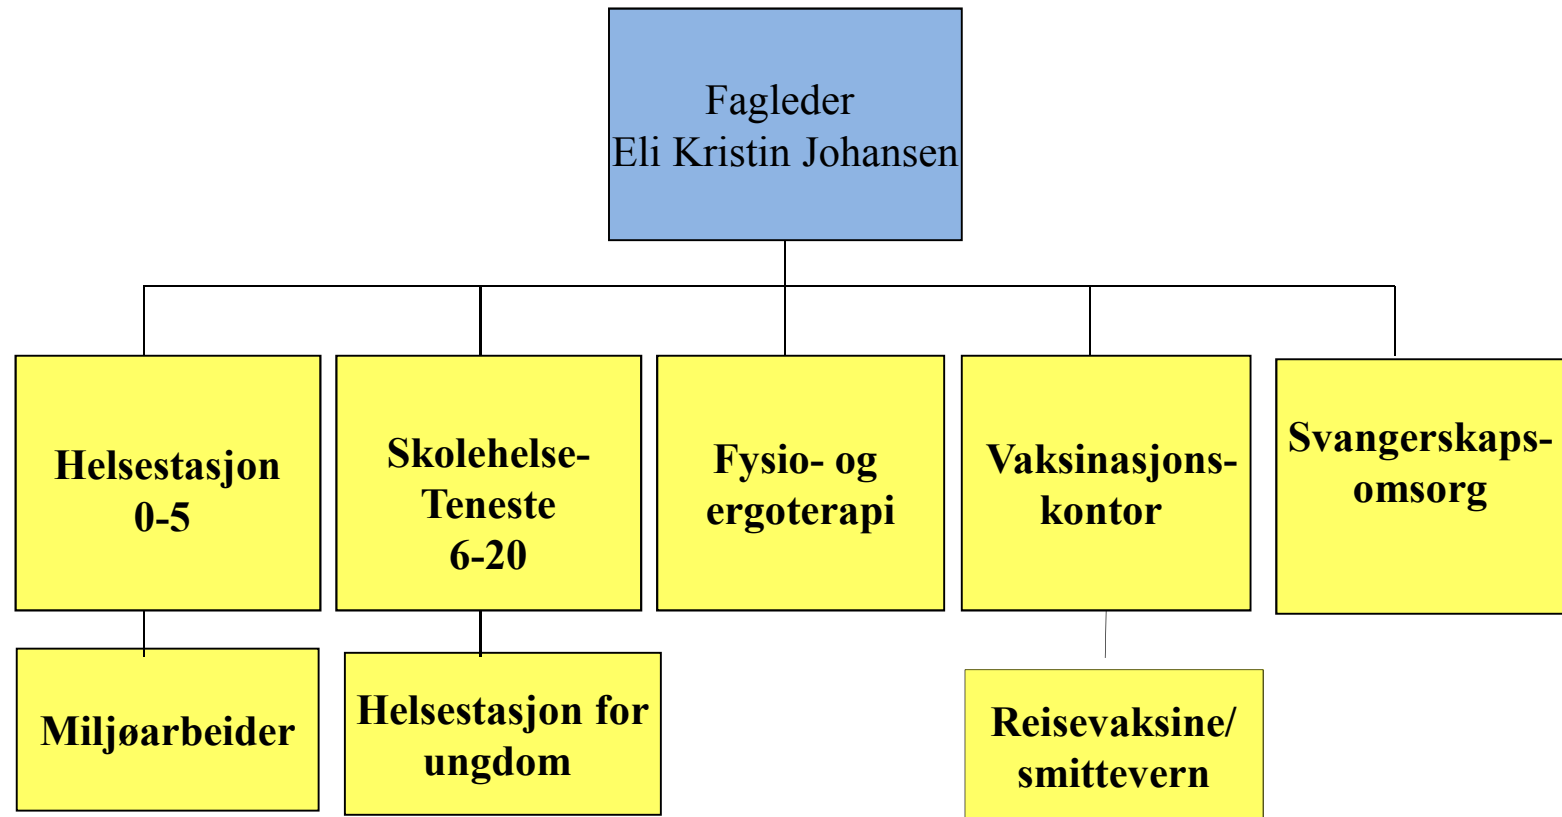 Fagleder
Eli Kristin Johansen
Helsestasjon
0-5
Skolehelse-
Teneste
6-20
Fysio- og
ergoterapi
Vaksinasjons-
kontor
Svangerskaps-
omsorg
Miljøarbeider
Helsestasjon for
ungdom
Reisevaksine/
smittevern